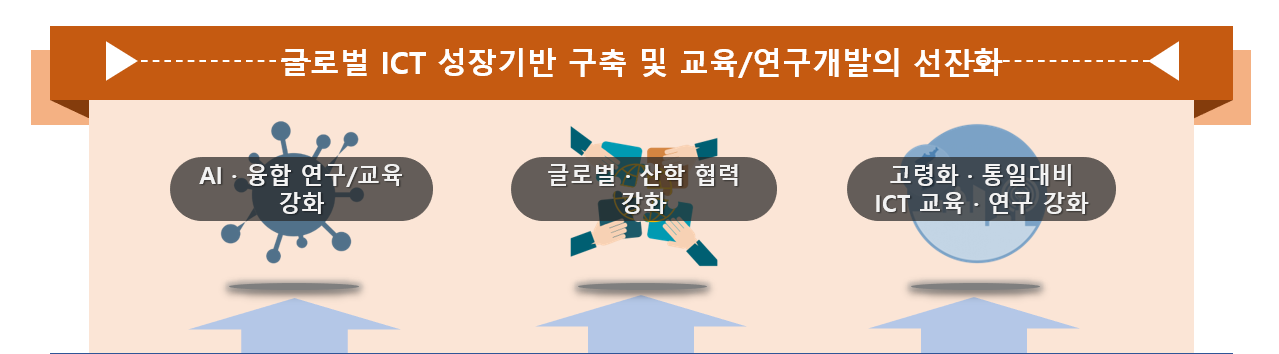 글로벌 ICT 성장기반 구축 및 교육/연구개발의 선진화
AI · 융합 연구/교육
강화
글로벌 · 산학 협력
강화
고령화 · 통일대비
ICT 교육 · 연구 강화